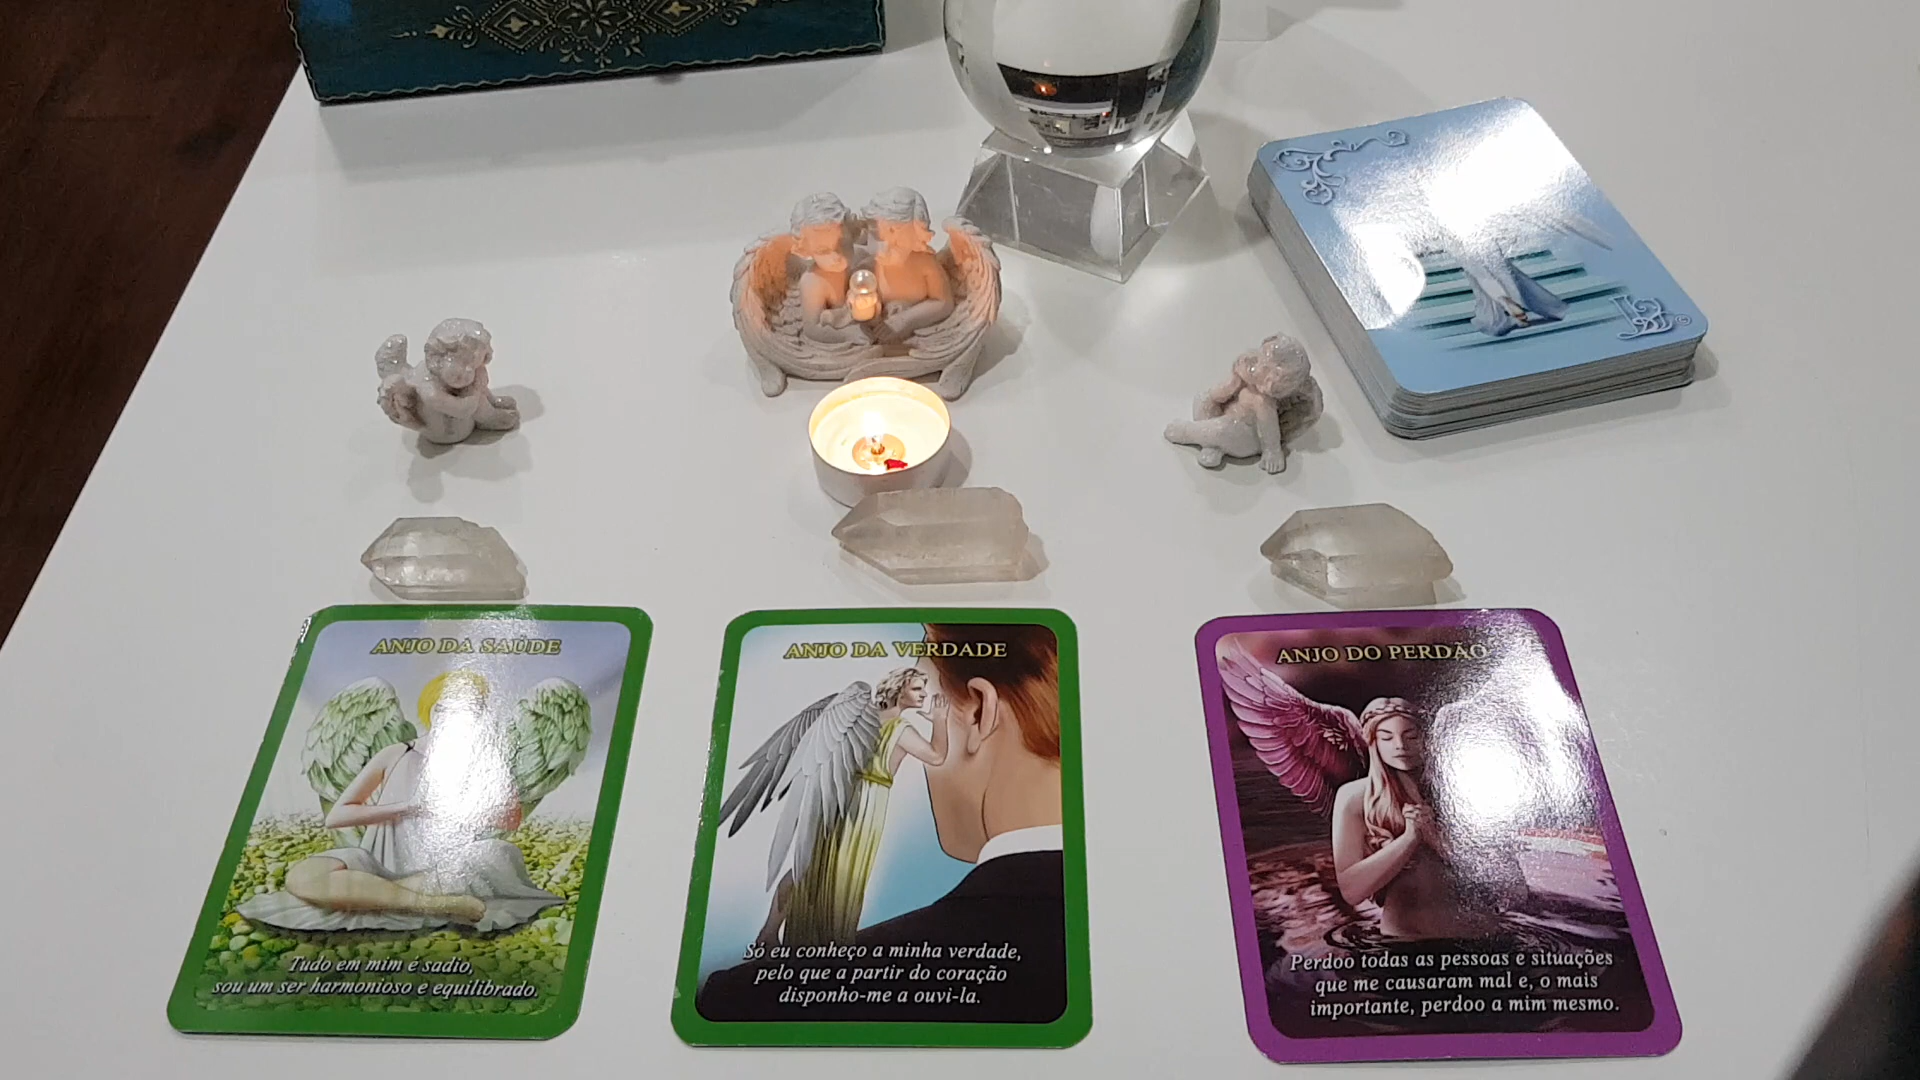 ANJO DA SAÚDE
Tudo em mim é sadio,
sou um ser harmonioso e equilibrado.
ANJO DA VERDADE
Só eu conheço a minha verdade,
pelo que a partir do coração
disponho-me a ouvi-la.
ANJO DO PERDÃO
Perdoo todas as pessoas e situações
que me causaram mal e, o mais
importante, perdoo a mim mesmo.